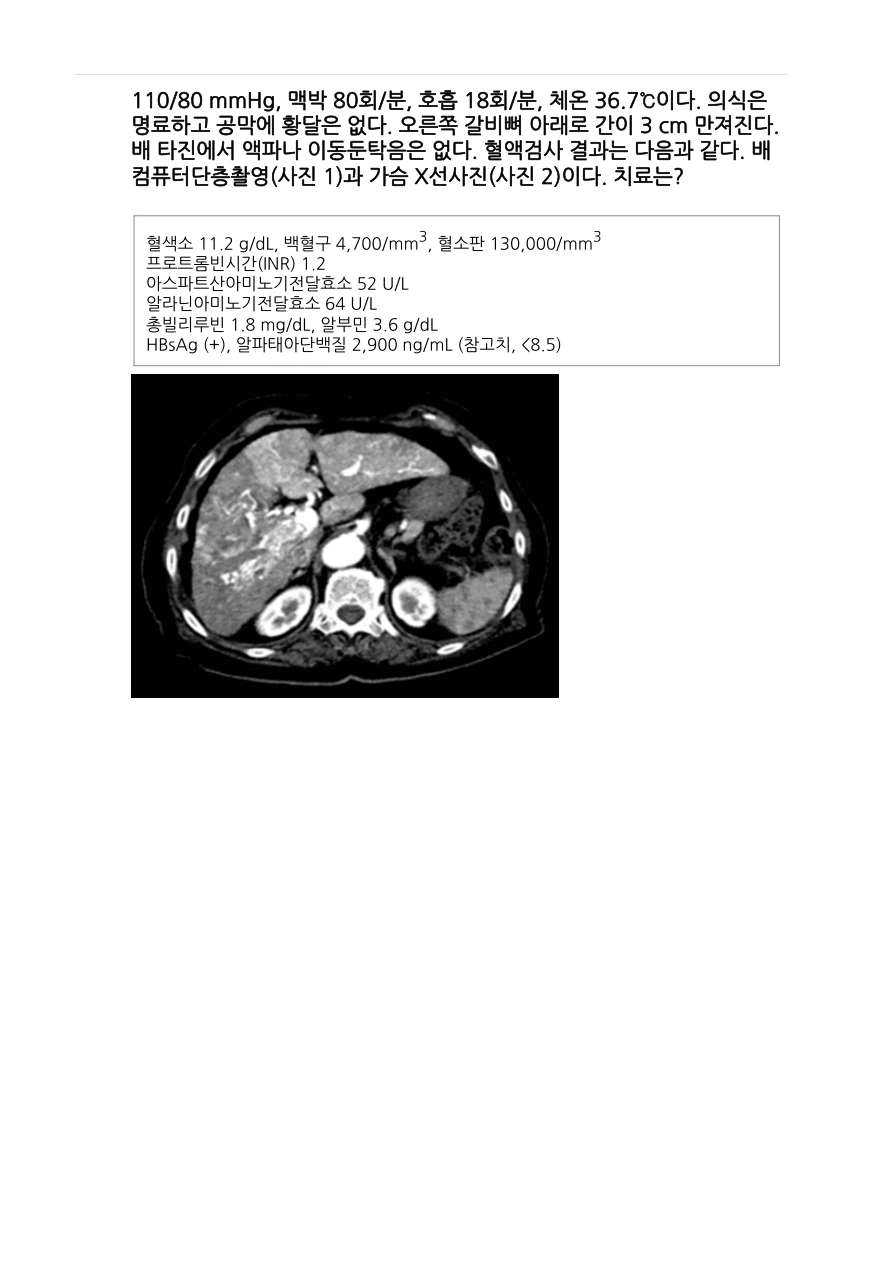 110/80 mmHg, 맥박 80회/분, 호흡 18회/분, 체온 36.7℃이다. 의식은
명료하고 공막에 황달은 없다. 오른쪽 갈비뼈 아래로 간이 3 cm 만져진다.
배 타진에서 액파나 이동둔탁음은 없다. 혈액검사 결과는 다음과 같다. 배
컴퓨터단층촬영(사진 1)과 가슴 X선사진(사진 2)이다. 치료는?
혈색소 11.2 g/dL, 백혈구 4,700/mm³, 혈소판 130,000/mm³
프로트롬빈시간(INR) 1.2
아스파트산아미노기전달효소 52 U/L
알라닌아미노기전달효소 64 U/L
총빌리루빈 1.8 mg/dL, 알부민 3.6 g/dL
HBsAg (+), 알파태아단백질 2,900 ng/mL (참고치, <8.5)